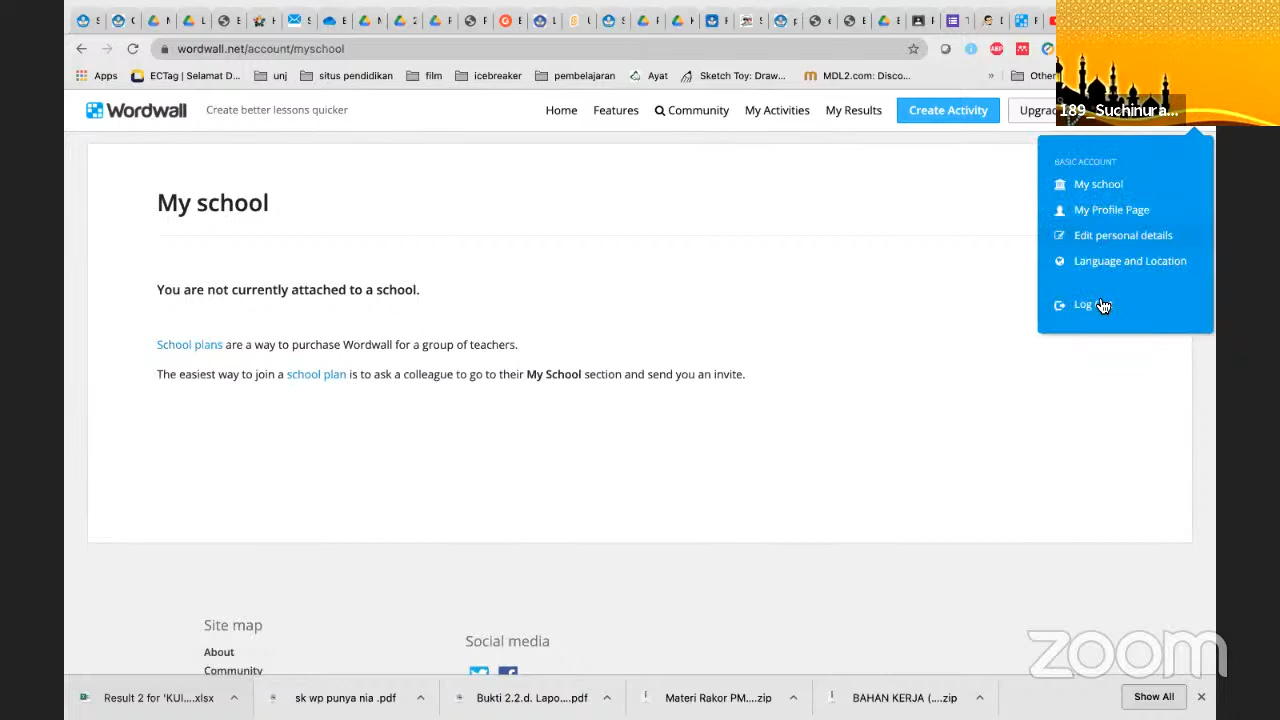 wordwall.net/account/myschool
Apps
ECTag | Selamat D...
unj
situs pendidikan
film
icebreaker
pembelajaran
Ayat
Sketch Toy: Draw...
MDL2.com: Disco...
»
189_Suchinura...
Wordwall
Create better lessons quicker
Home
Features
Community
My Activities
My Results
Create Activity
BASIC ACCOUNT
My school
My Profile Page
Edit personal details
Language and Location
Log
My school
You are not currently attached to a school.
School plans are a way to purchase Wordwall for a group of teachers.
The easiest way to join a school plan is to ask a colleague to go to their My School section and send you an invite.
Site map
About
Community
Social media
zoom
Result 2 for 'KUI....xlsx
sk wp punya nia .pdf
Bukti 2.2.d. Lapo....pdf
Materi Rakor PM....zip
BAHAN KERJA (....zip
Show All